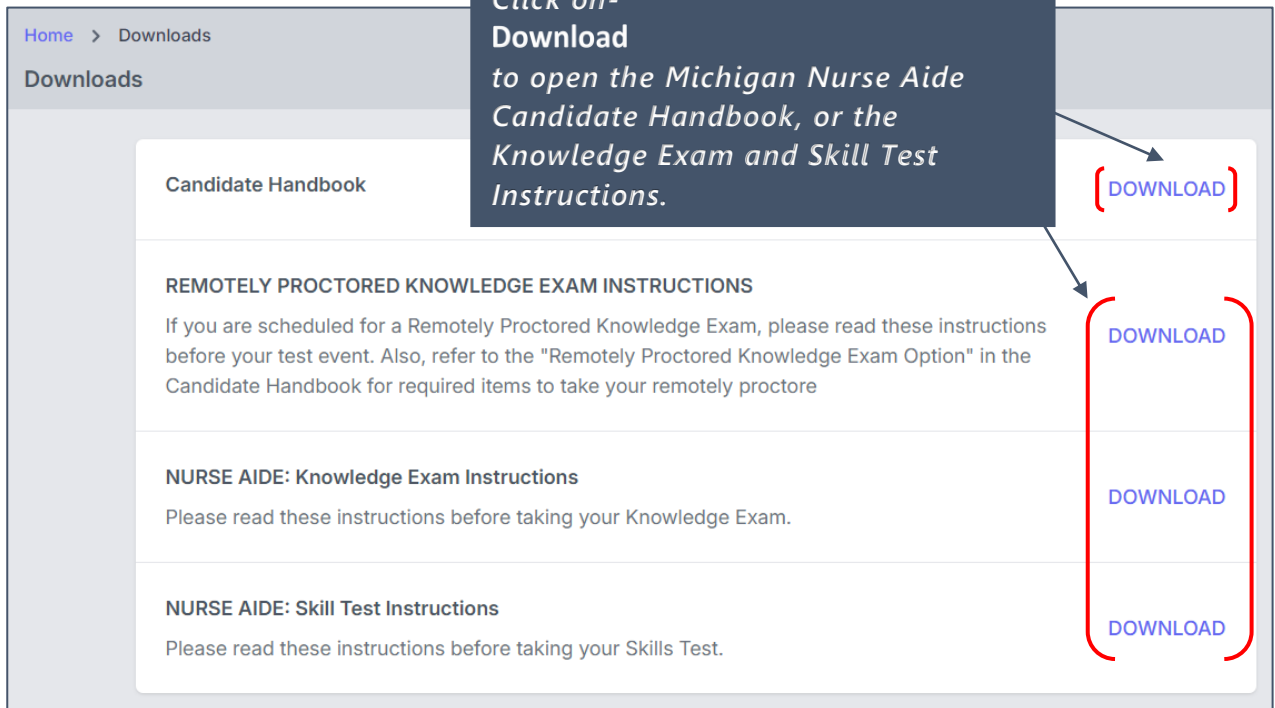 Home > Downloads
Downloads
Click on-
Download
to open the Michigan Nurse Aide
Candidate Handbook, or the
Knowledge Exam and Skill Test
Instructions.
Candidate Handbook
DOWNLOAD
REMOTELY PROCTORED KNOWLEDGE EXAM INSTRUCTIONS
If you are scheduled for a Remotely Proctored Knowledge Exam, please read these instructions
before your test event. Also, refer to the "Remotely Proctored Knowledge Exam Option" in the
Candidate Handbook for required items to take your remotely proctore
DOWNLOAD
NURSE AIDE: Knowledge Exam Instructions
Please read these instructions before taking your Knowledge Exam.
DOWNLOAD
NURSE AIDE: Skill Test Instructions
Please read these instructions before taking your Skills Test.
DOWNLOAD